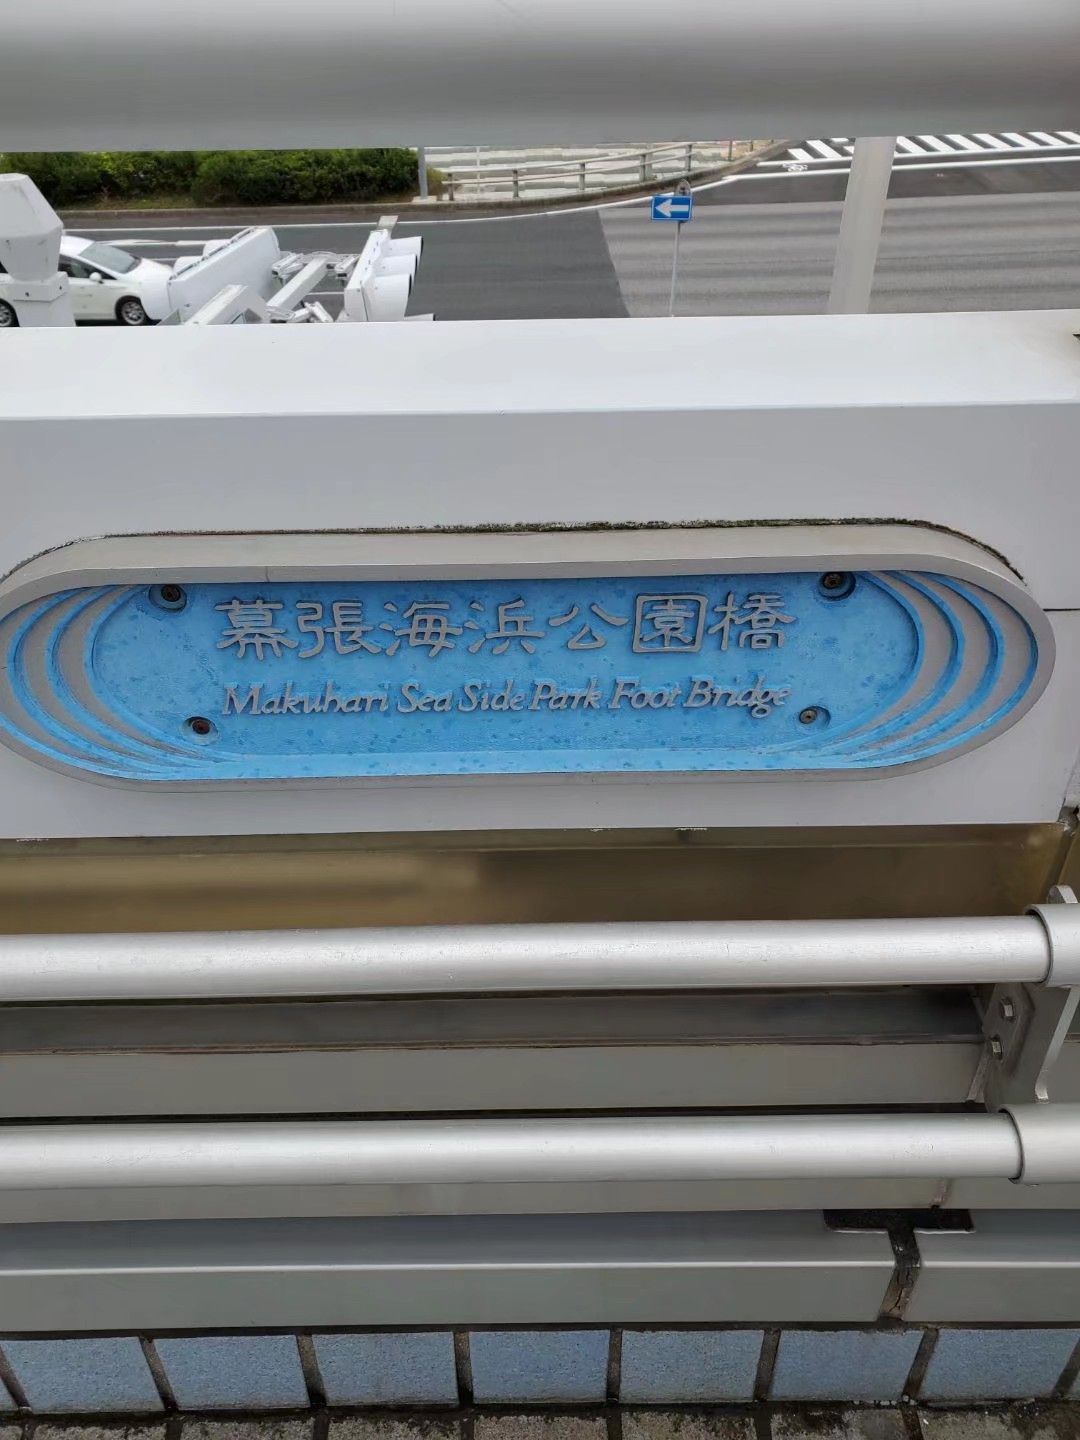 幕張海浜公園橋
Makuhari Sea Side Park Foot Bridge